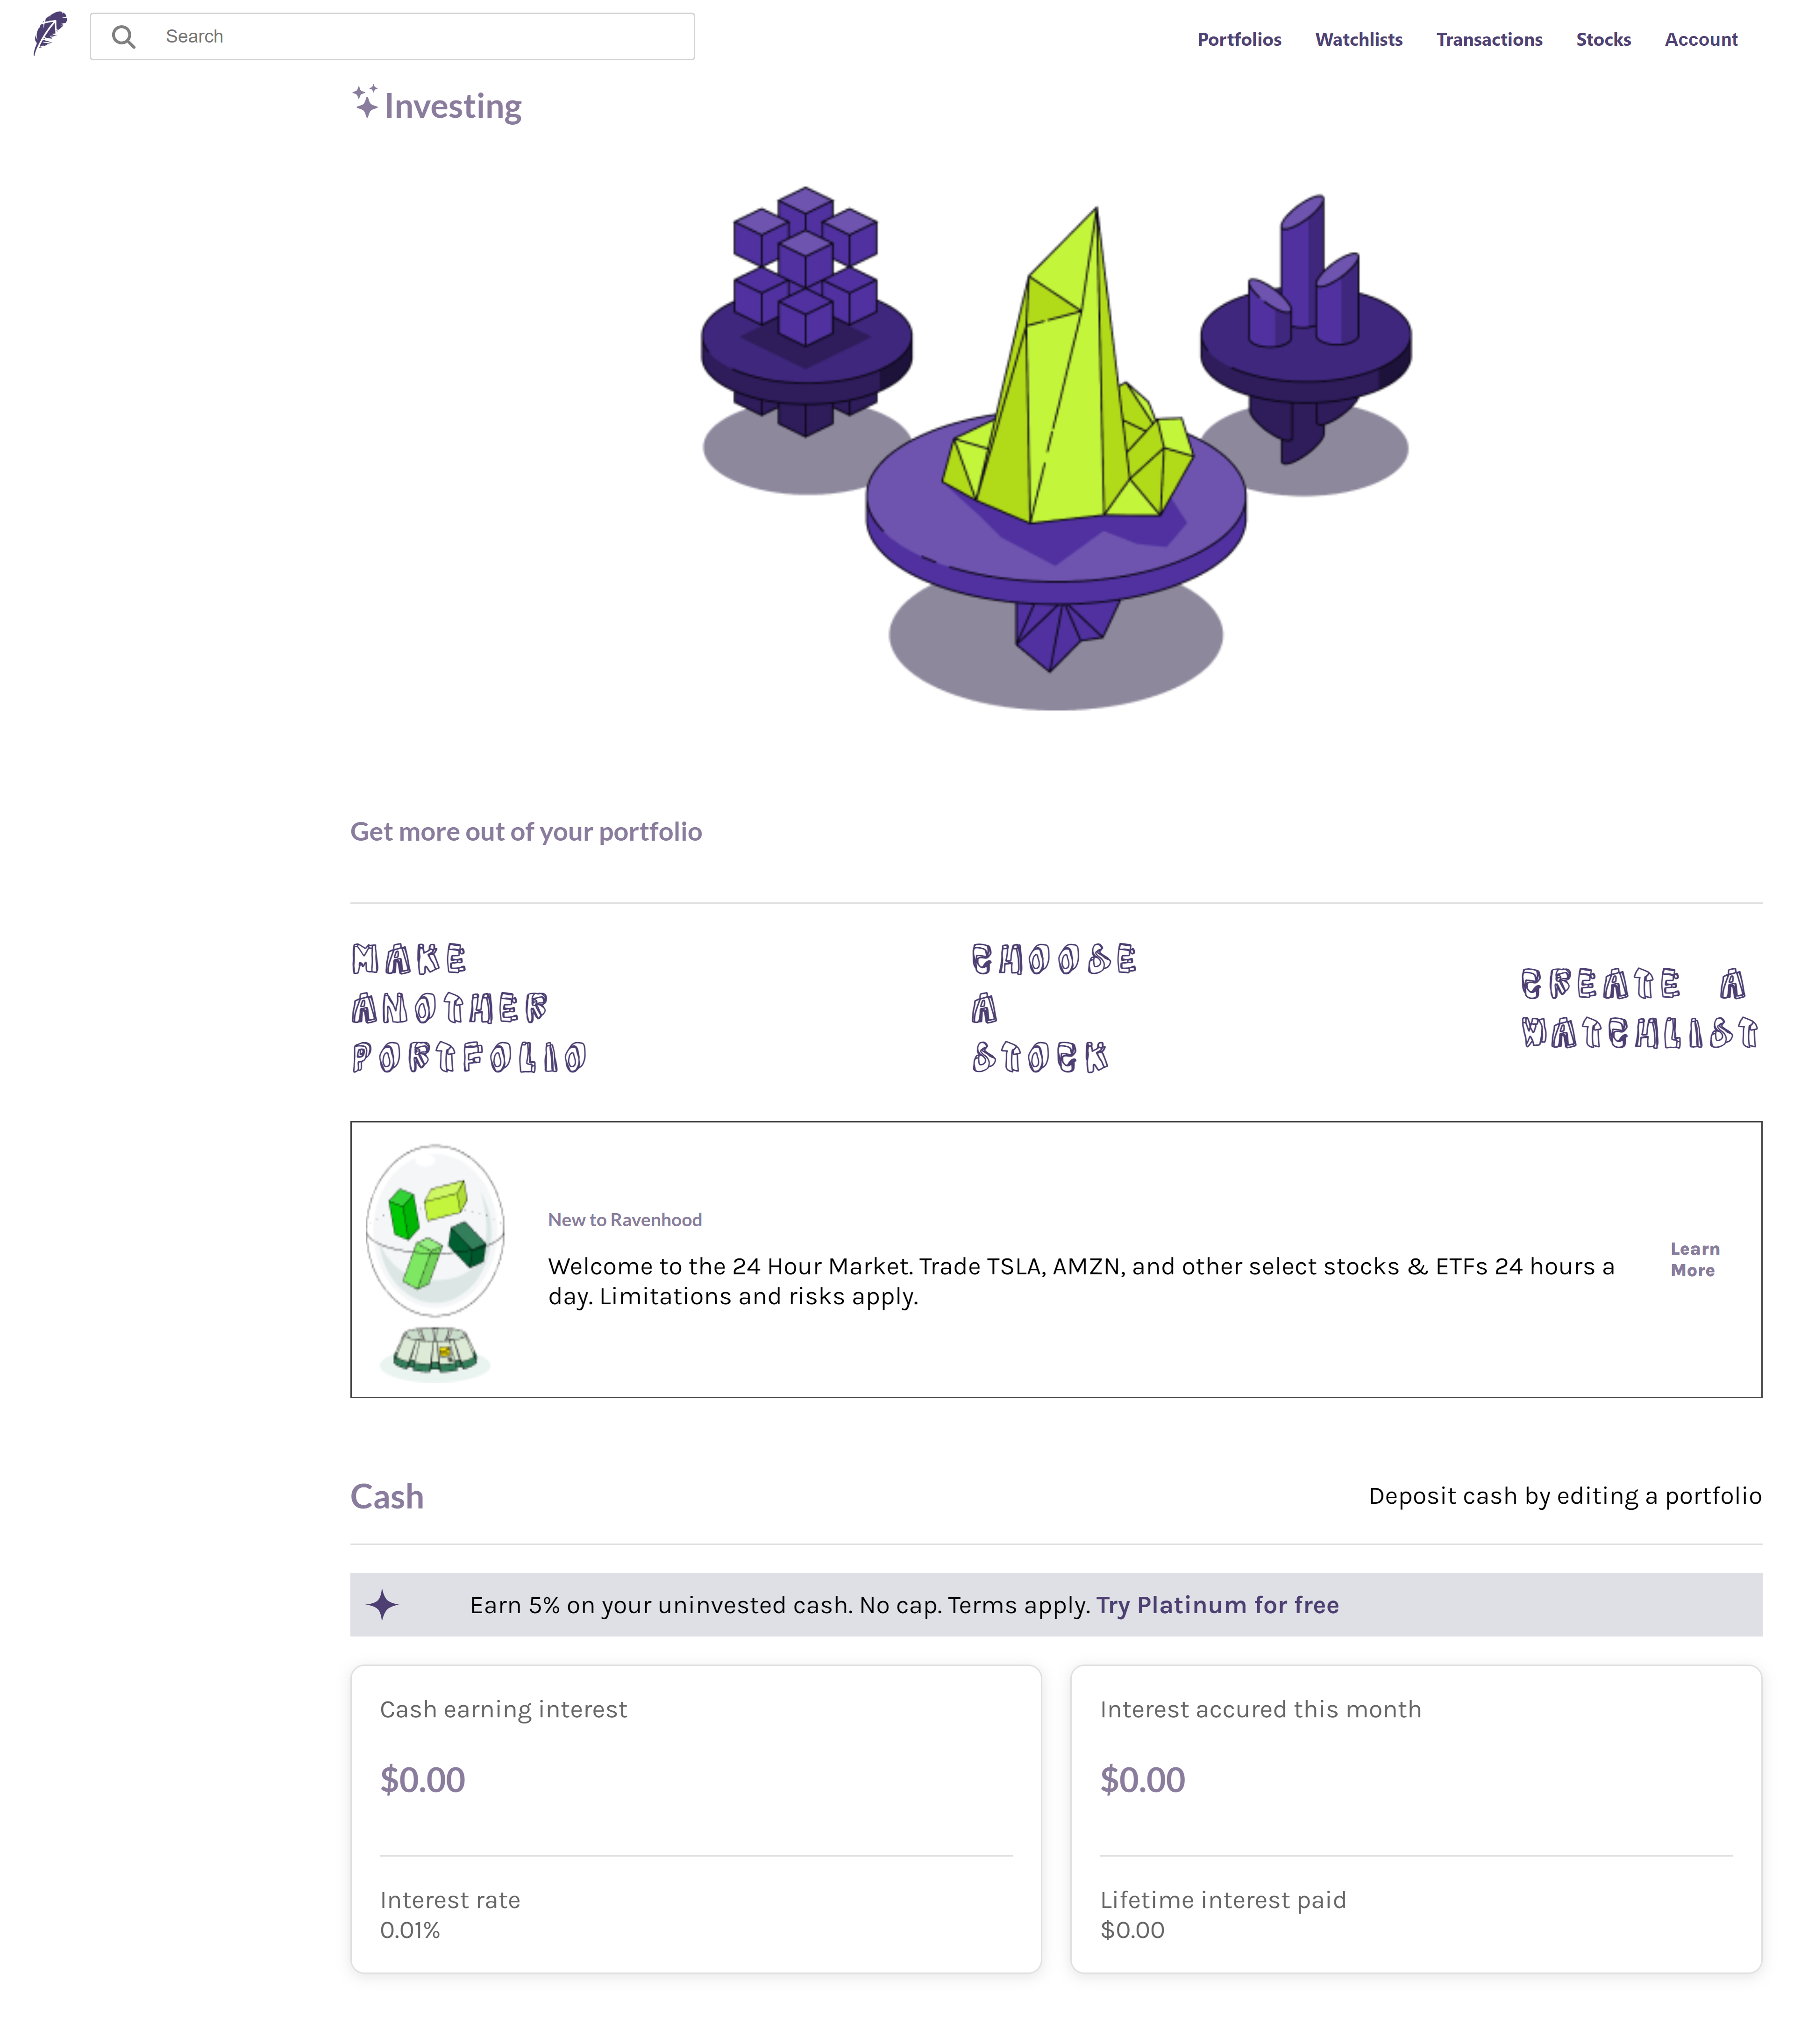 Search
Portfolios
Watchlists
Transactions
Stocks
Account
Investing
Get more out of your portfolio
MAKE
ANOTHER
PORTFOLIO
CHOOSE
A
STOCK
CREATE A
WATCHLIST
New to Ravenhood
Welcome to the 24 Hour Market. Trade TSLA, AMZN, and other select stocks & ETFs 24 hours a
day. Limitations and risks apply.
Learn
More
Cash
Deposit cash by editing a portfolio
Earn 5% on your uninvested cash. No cap. Terms apply. Try Platinum for free
Cash earning interest
$0.00
Interest rate
0.01%
Interest accured this month
$0.00
Lifetime interest paid
$0.00